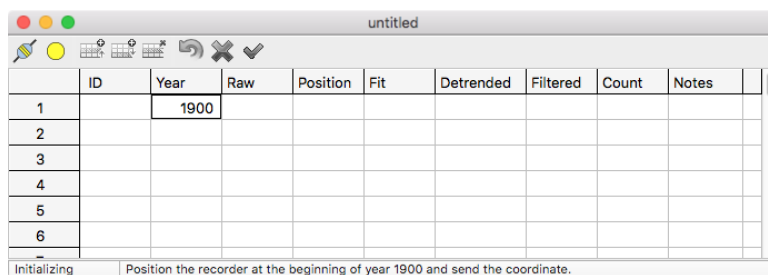 untitled
ID Year Raw Position Fit Detrended Filtered Count Notes
1 1900
2
3
4
5
6
Initializing Position the recorder at the beginning of year 1900 and send the coordinate.